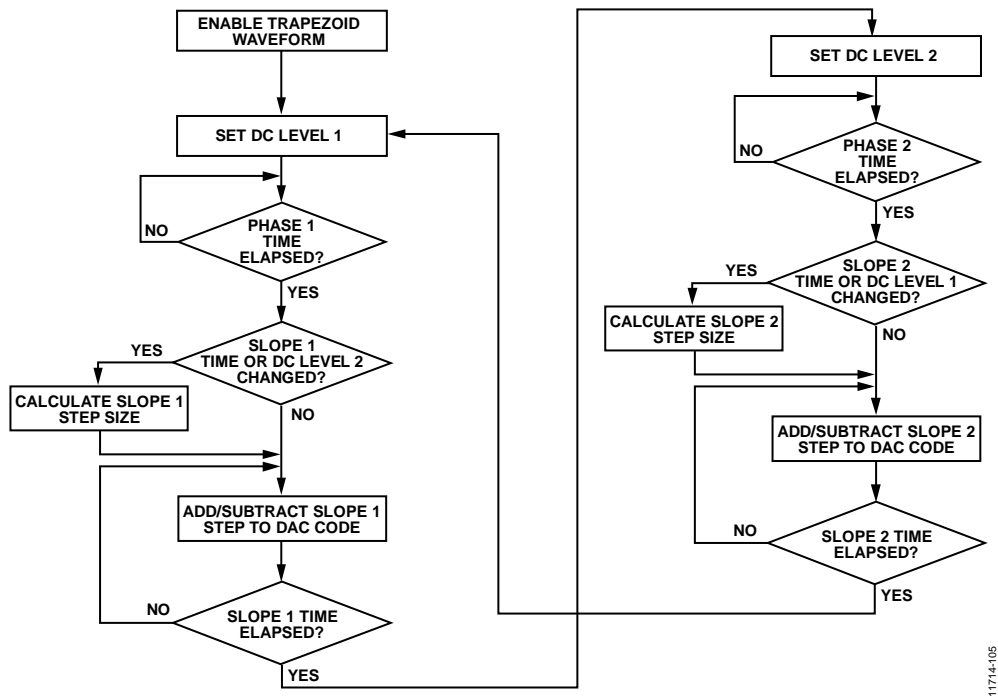 ENABLE TRAPEZOID
WAVEFORM
SET DC LEVEL 1
NO
PHASE 1
TIME
ELAPSED?
YES
YES
SLOPE 1
TIME OR DC LEVEL 2
CHANGED?
CALCULATE SLOPE 1
STEP SIZE
NO
ADD/SUBTRACT SLOPE 1
STEP TO DAC CODE
NO
SLOPE 1 TIME
ELAPSED?
YES
SET DC LEVEL 2
NO
PHASE 2
TIME
ELAPSED?
YES
YES
SLOPE 2
TIME OR DC LEVEL 1
CHANGED?
CALCULATE SLOPE 2
STEP SIZE
NO
ADD/SUBTRACT SLOPE 2
STEP TO DAC CODE
NO
SLOPE 2 TIME
ELAPSED?
YES
11714-105